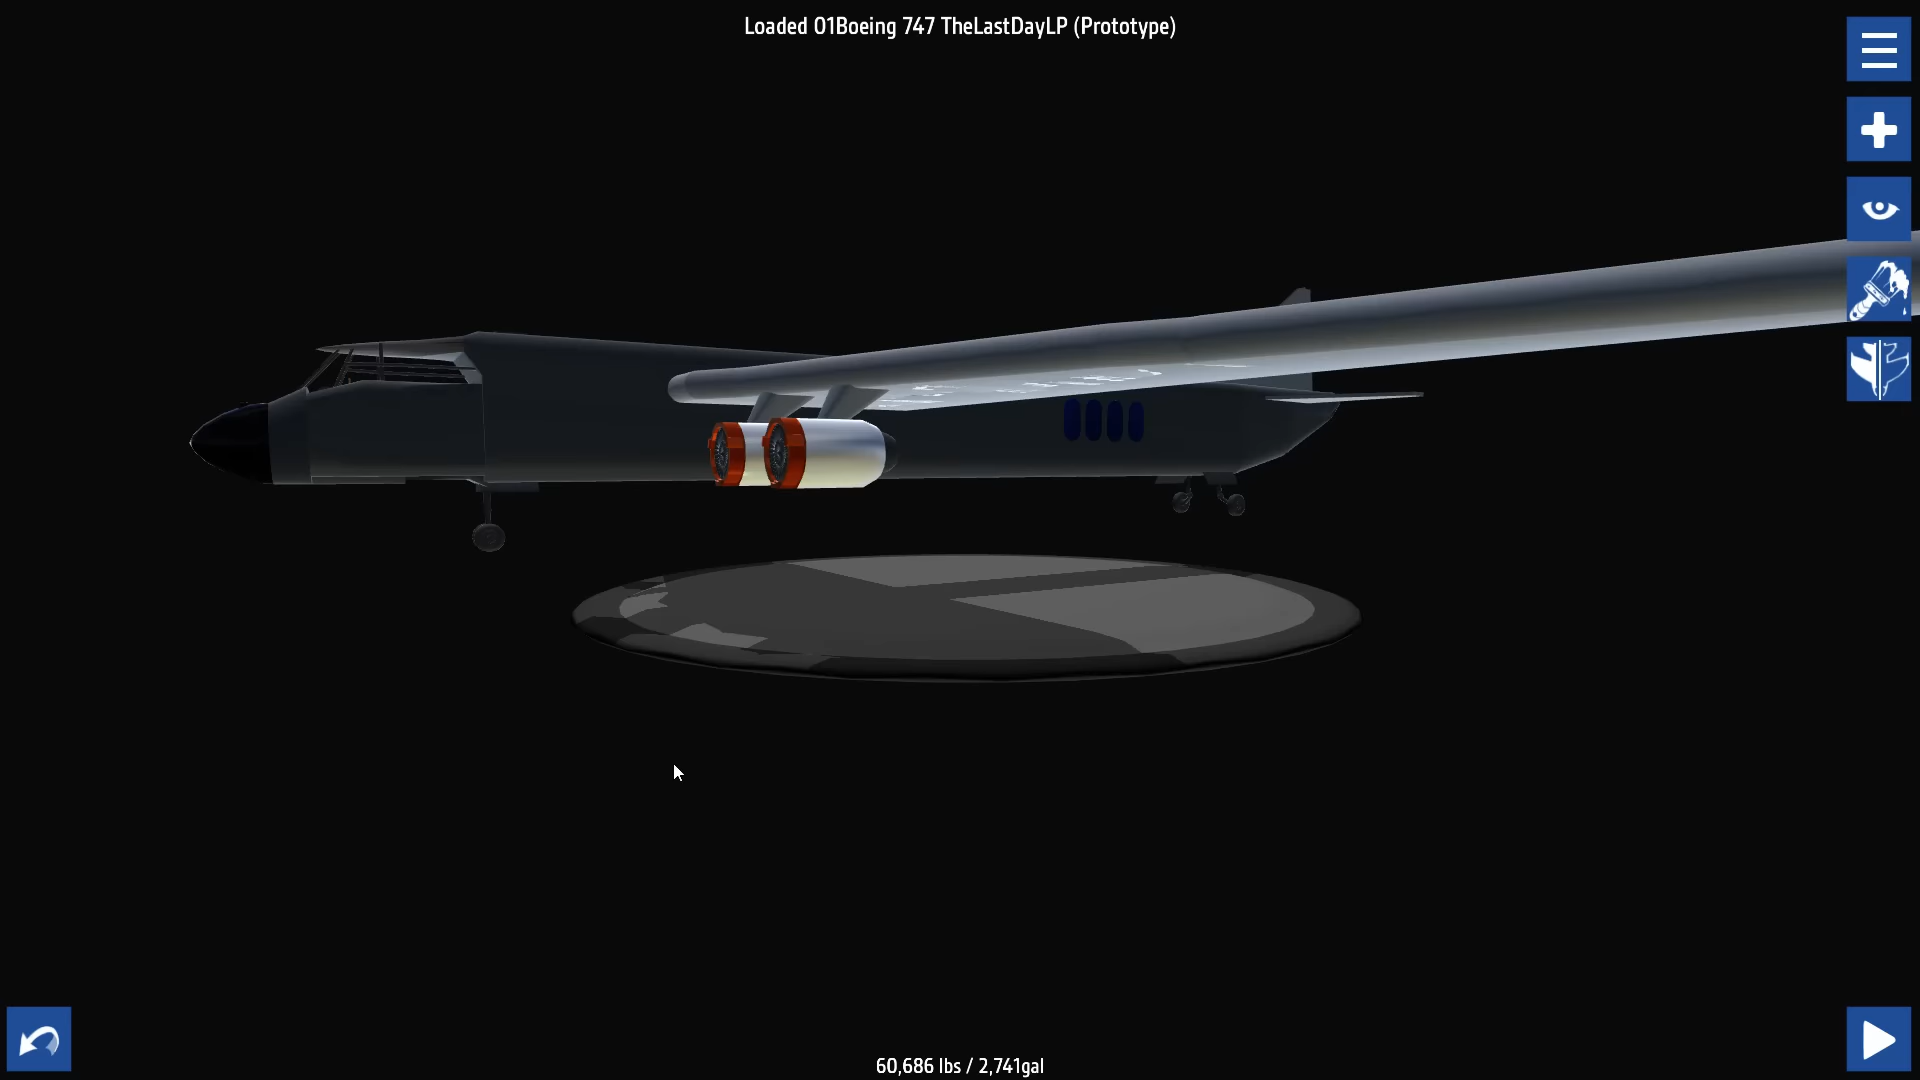 Loaded 01Boeing 747 TheLastDayLP (Prototype)
60,686 lbs / 2,741gal